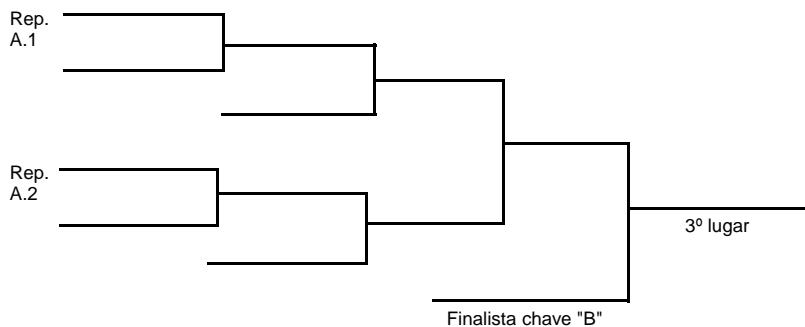 Rep.
A.1
Rep.
A.2
3º lugar
Finalista chave "B"